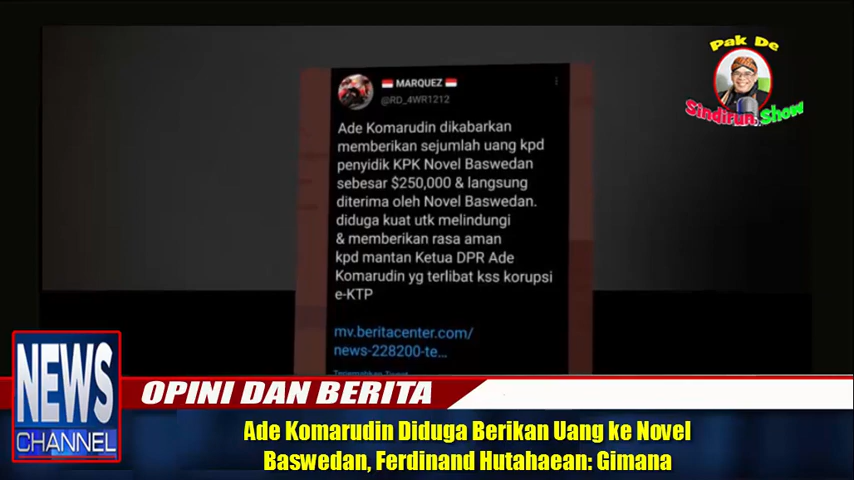 Pak De
Sindirun Show
MARQUEZ
@RD_4WR1212
Ade Komarudin dikabarkan
memberikan sejumlah uang kpd
penyidik KPK Novel Baswedan
sebesar $250,000 & langsung
diterima oleh Novel Baswedan.
diduga kuat utk melindungi
& memberikan rasa aman
kpd mantan Ketua DPR Ade
Komarudin yg terlibat kss korupsi
e-KTP
mv.beritacenter.com/
news-228200-te...
NEWS
CHANNEL
OPINI DAN BERITA
Ade Komarudin Diduga Berikan Uang ke Novel
Baswedan, Ferdinand Hutahaean: Gimana